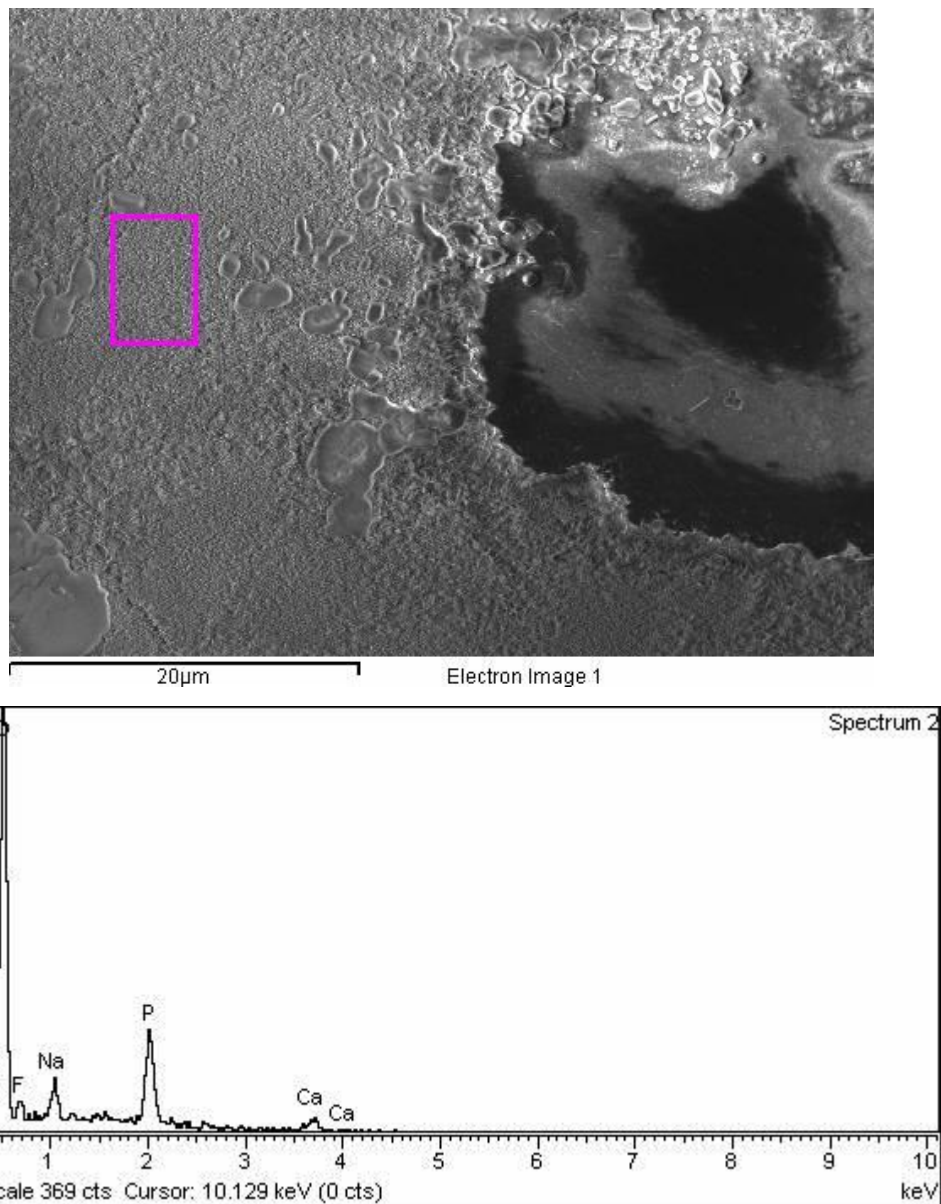 20µm Electron Image 1
Spectrum 2
P
Na
F
Ca
Ca
1 2 3 4 5 6 7 8 9 10
cale 369 cts Cursor: 10.129 keV (0 cts) keV